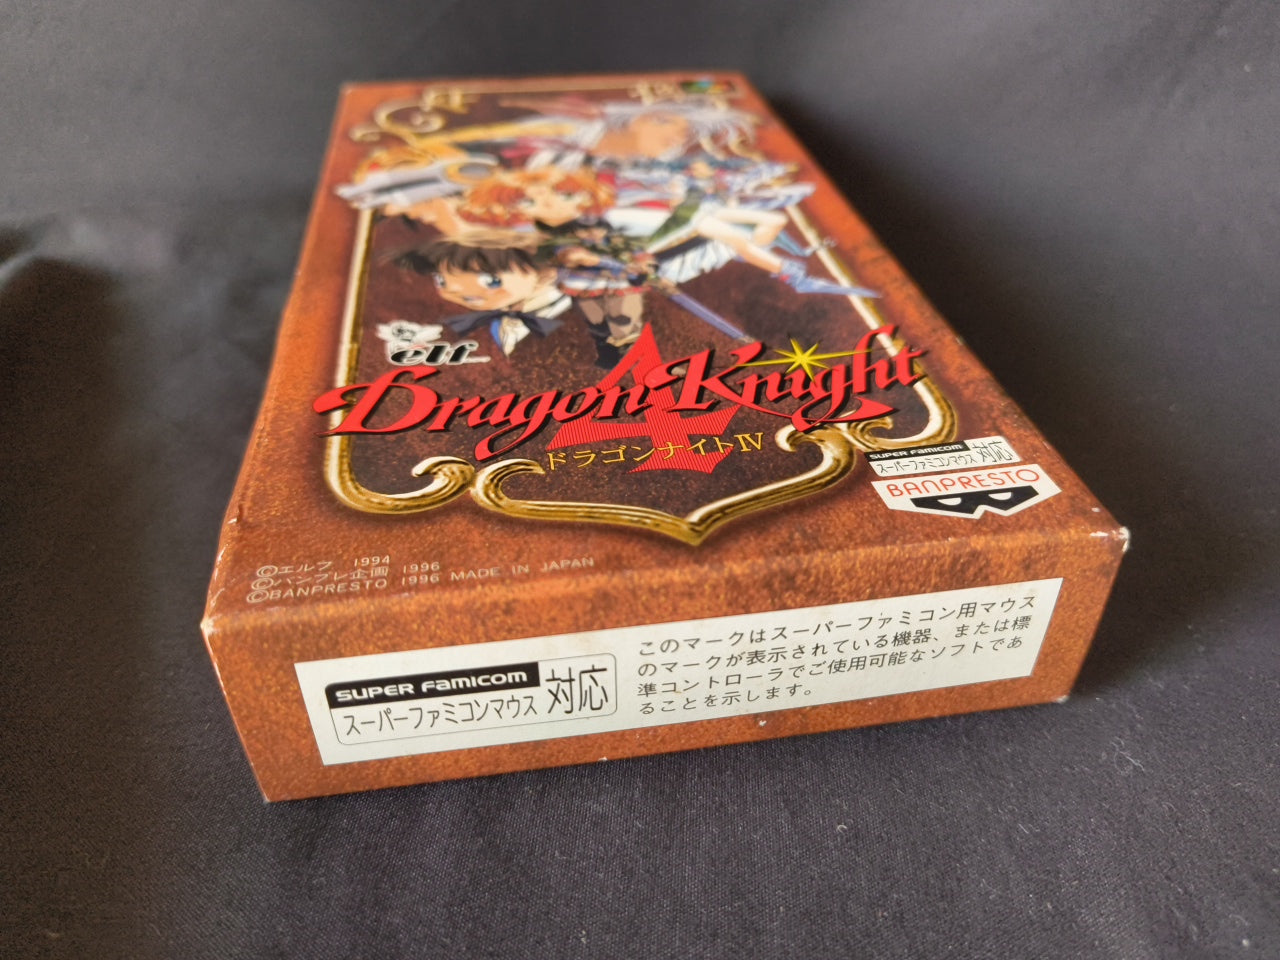 elf
Dragon Knight
4
ドラゴンナイトIV
SUPER FAMICOM
スーパーファミコンマウス 対応
BANPRESTO
©エルフ 1994 1996
©バンプレ企画 1996
©BANPRESTO 1996 MADE IN JAPAN
SUPER FAMICOM
スーパーファミコンマウス 対応
このマークはスーパーファミコン用マウス
のマークが表示されている機器、または標
準コントローラでご使用可能なソフトであ
ることを示します。